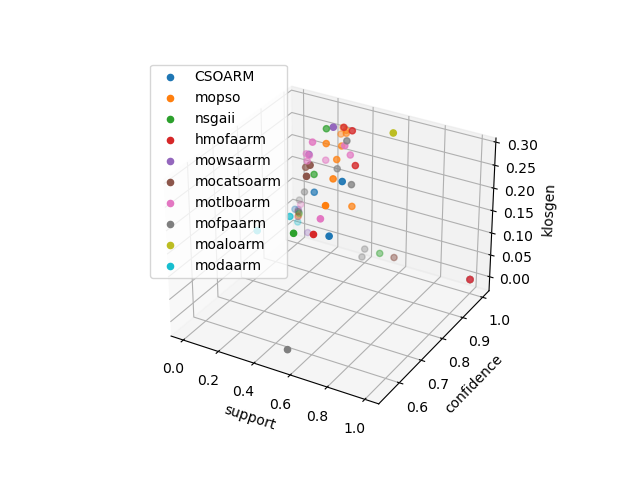 CSOARM
mopso
nsgaii
hmofaarm
mowsaarm
mocatsoarm
motlboarm
mofpaarm
moaloarm
modaarm
0.30
0.25
0.20
0.15
0.10
0.05
0.00
klosgen
0.0
0.2
0.4
0.6
0.8
1.0
support
0.6
0.7
0.8
0.9
1.0
confidence